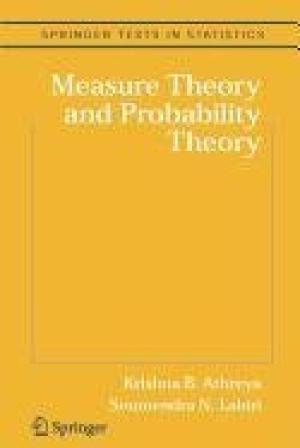 SPRINGER TEXTS IN STATISTICS
Measure Theory
and Probability
Theory
Krishna B. Athreya
Soumendra N. Lahiri
Springer